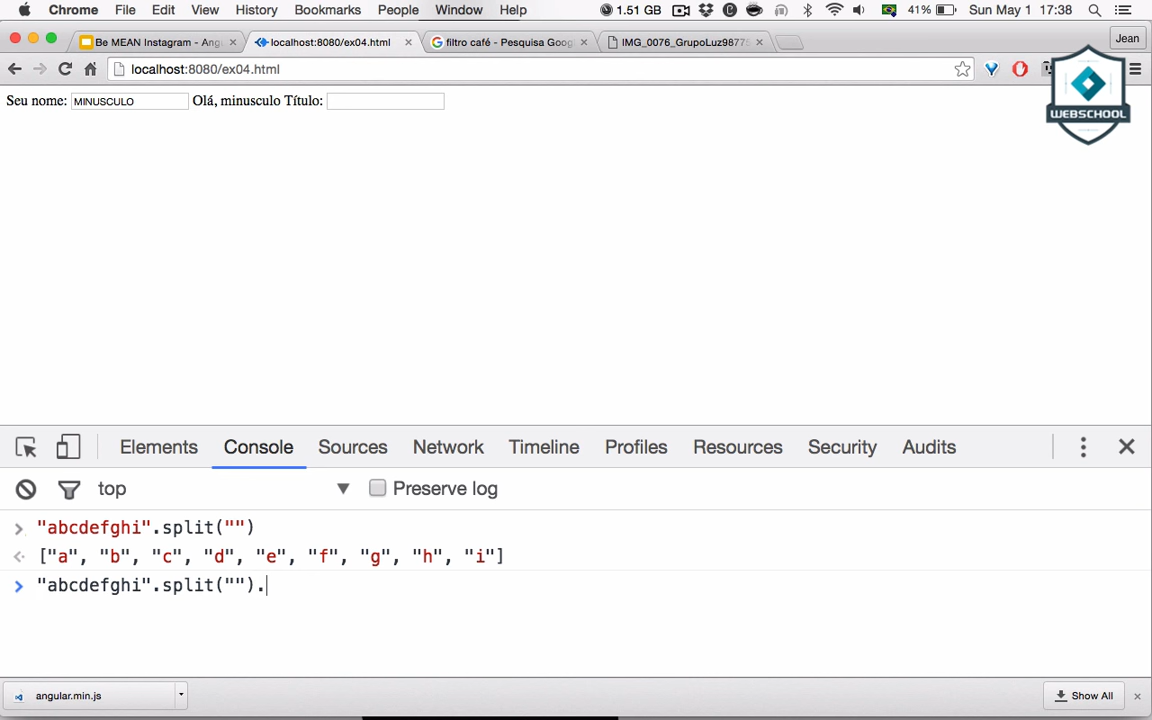 Chrome File Edit View History Bookmarks People Window Help 1.51 GB 41% Sun May 1 17:38
Be MEAN Instagram - Ang localhost:8080/ex04.html filtro café - Pesquisa Goog IMG_0076_GrupoLuz9877 Jean
localhost:8080/ex04.html
WEBSCHOOL
Seu nome: MINUSCULO Olá, minusculo Título:
Elements Console Sources Network Timeline Profiles Resources Security Audits
top Preserve log
> "abcdefghi".split("")
["a", "b", "c", "d", "e", "f", "g", "h", "i"]
> "abcdefghi".split("").
angular.min.js Show All